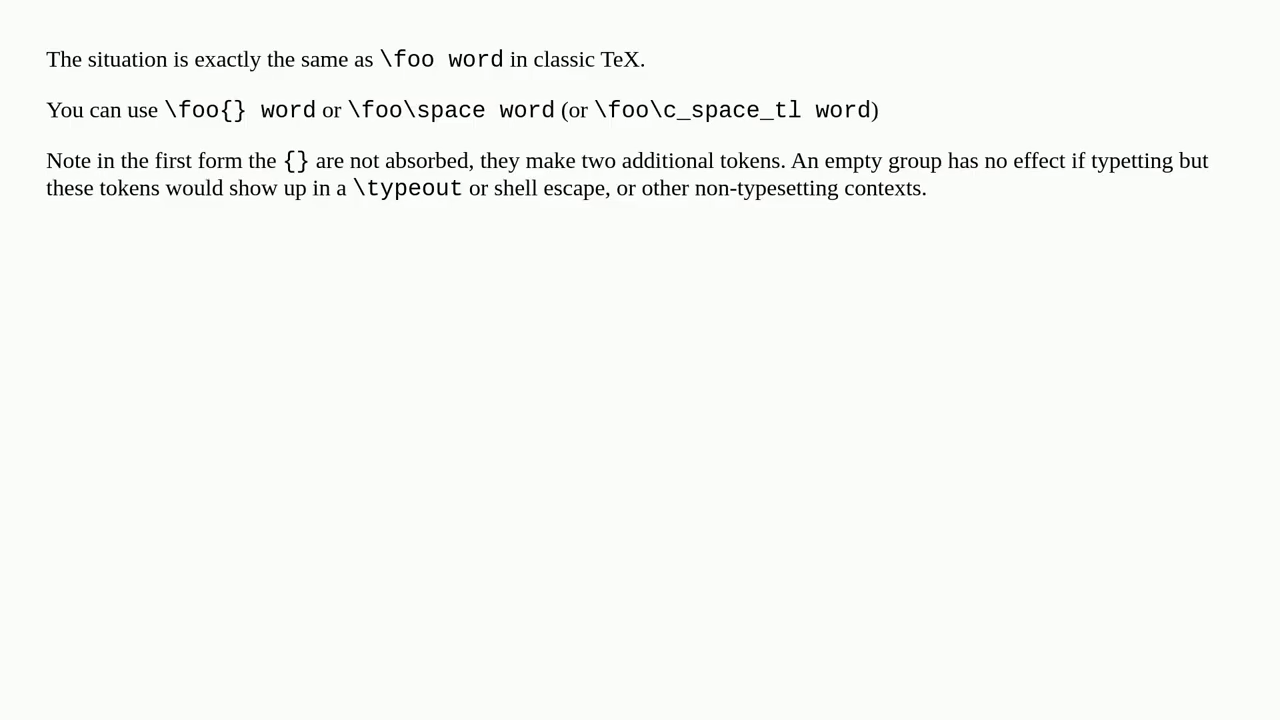 The situation is exactly the same as \foo word in classic TeX.
You can use \foo{} word or \foo\space word (or \foo\c_space_tl word)
Note in the first form the {} are not absorbed, they make two additional tokens. An empty group has no effect if typetting but
these tokens would show up in a \typeout or shell escape, or other non-typesetting contexts.